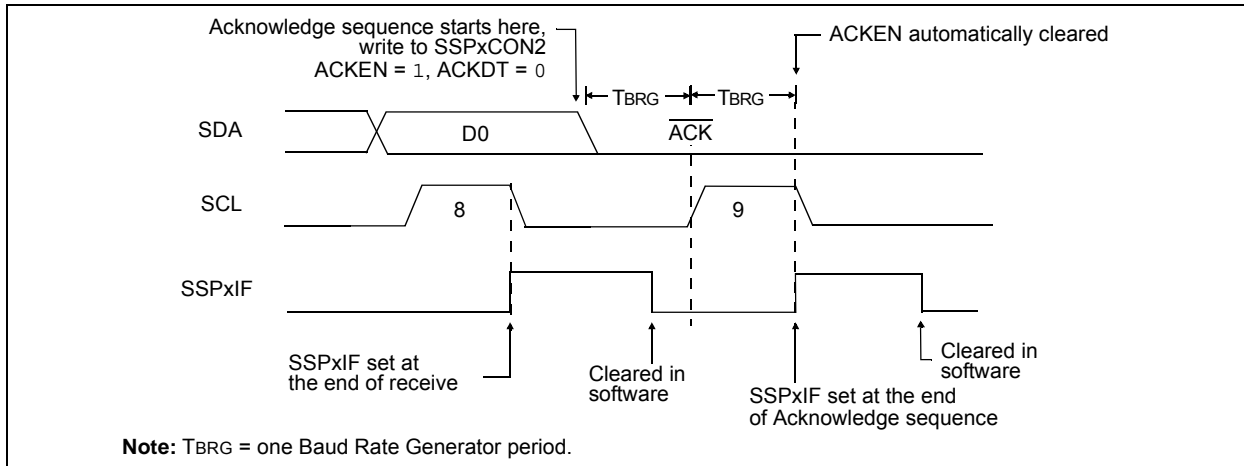 Acknowledge sequence starts here,
write to SSPxCON2
ACKEN = 1, ACKDT = 0
ACKEN automatically cleared
TBRG
TBRG
SDA
D0
ACK
SCL
8
9
SSPxIF
SSPxIF set at
the end of receive
Cleared in
software
SSPxIF set at the end
of Acknowledge sequence
Cleared in
software
Note: TBRG = one Baud Rate Generator period.